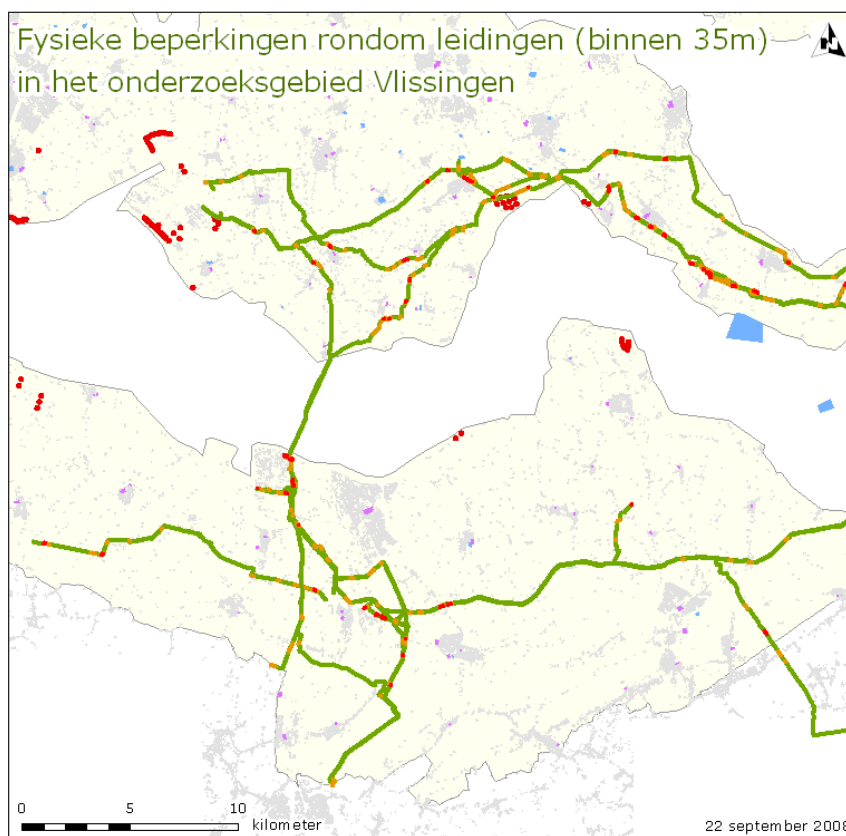 Fysieke beperkingen rondom leidingen (binnen 35m)
in het onderzoeksgebied Vlissingen
N
0 5 10
kilometer
22 september 2008